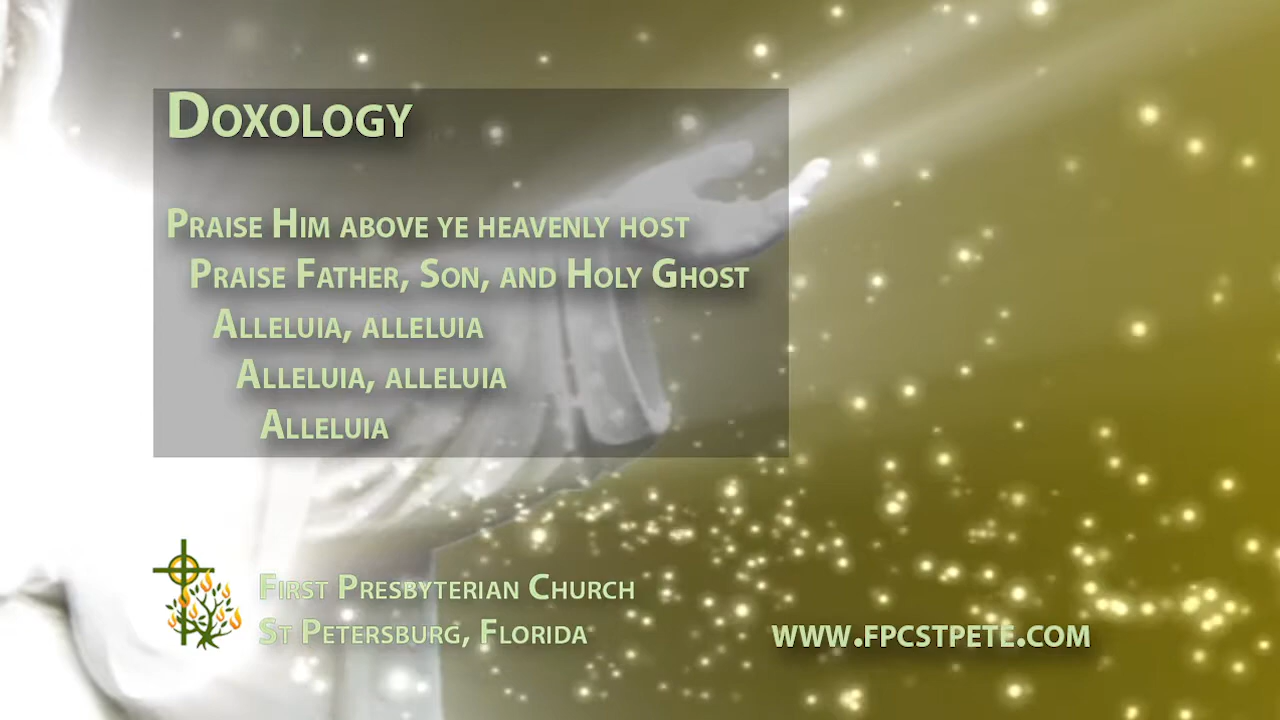 Doxology
Praise Him above ye heavenly host
Praise Father, Son, and Holy Ghost
Alleluia, alleluia
Alleluia, alleluia
Alleluia
First Presbyterian Church
St Petersburg, Florida
www.fpcstpete.com